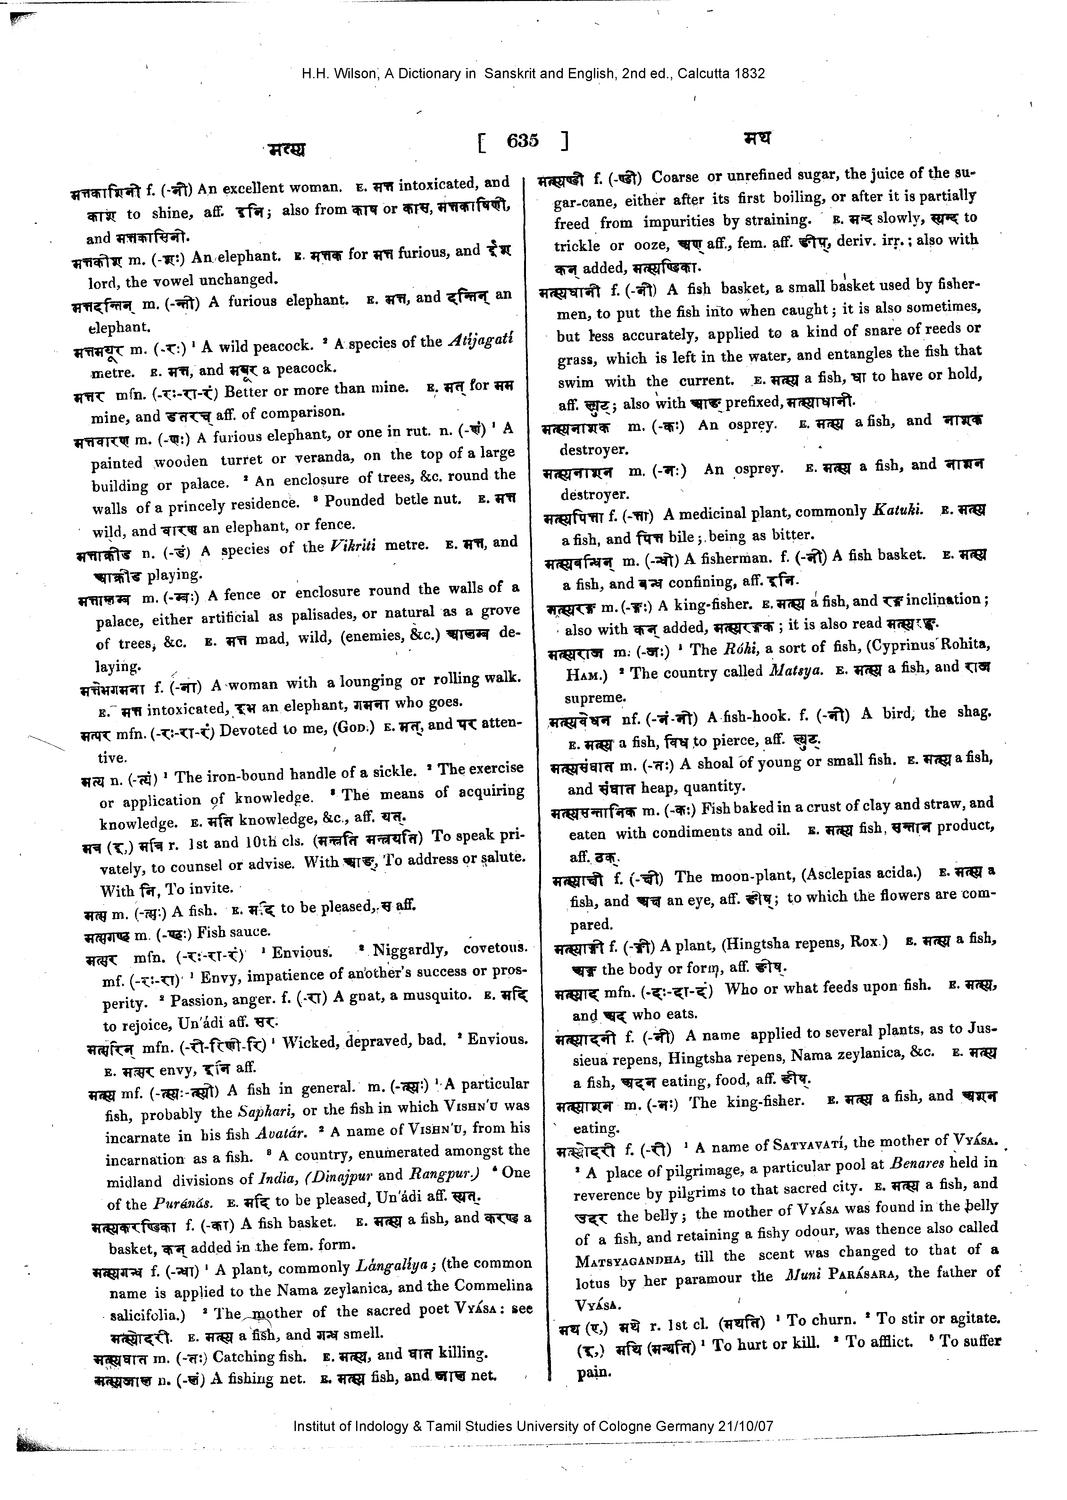 H.H. Wilson, A Dictionary in Sanskrit and English, 2nd ed., Calcutta 1832
मत्स्य
[ 635 ]
मथ
मत्तकाशिनी f. (-नी) An excellent woman. E. मत्त intoxicated, and
काश to shine, aff. इनि; also from काष or कास, मत्तकाषिणी,
and मत्तकासिनी.
मत्तकीश m. (-शः) An elephant. E. मत्तक for मत्त furious, and ईश
lord, the vowel unchanged.
मत्तदन्तिन् m. (-न्ती) A furious elephant. E. मत्त, and दन्तिन् an
elephant.
मत्तमयूर m. (-रः) ¹ A wild peacock. ² A species of the Atijagati
metre. E. मत्त, and मयूर a peacock.
मत्तर mfn. (-रः-रा-रं) Better or more than mine. E. मत् for मम
mine, and डतरच् aff. of comparison.
मत्तवारण m. (-णः) A furious elephant, or one in rut. n. (-णं) ¹ A
painted wooden turret or veranda, on the top of a large
building or palace. ² An enclosure of trees, &c. round the
walls of a princely residence. ³ Pounded betle nut. E. मत्त
wild, and वारण an elephant, or fence.
मत्ताक्रीड n. (-डं) A species of the Vikriti metre. E. मत्त, and
आक्रीड playing.
मत्तालम्ब m. (-म्बः) A fence or enclosure round the walls of a
palace, either artificial as palisades, or natural as a grove
of trees, &c. E. मत्त mad, wild, (enemies, &c.) आलम्ब de-
laying.
मत्तेभगमना f. (-ना) A woman with a lounging or rolling walk.
E. मत्त intoxicated, इभ an elephant, गमना who goes.
मत्पर mfn. (-रः-रा-रं) Devoted to me, (GOD.) E. मत्, and पर atten-
tive.
मत्य n. (-त्यं) ¹ The iron-bound handle of a sickle. ² The exercise
or application of knowledge. ³ The means of acquiring
knowledge. E. मति knowledge, &c., aff. यत्.
मत्र (इ,) मत्रि r. 1st and 10th cls. (मन्त्रति मन्त्रयति) To speak pri-
vately, to counsel or advise. With आङ्, To address or salute.
With नि, To invite.
मत्स m. (-त्सः) A fish. E. मदि to be pleased, स aff.
मत्सगण्ड m. (-ण्डः) Fish sauce.
मत्सर mfn. (-रः-रा-रं) ¹ Envious. ² Niggardly, covetous.
mf. (-रः-रा) ¹ Envy, impatience of another's success or pros-
perity. ² Passion, anger. f. (-रा) A gnat, a musquito. E. मदि
to rejoice, Un'ádi aff. सर.
मत्सरिन् mfn. (-री-रिणी-रि) ¹ Wicked, depraved, bad. ² Envious.
E. मत्सर envy, इनि aff.
मत्स्य mf. (-त्स्यः-त्स्यी) A fish in general. m. (-त्स्यः) ¹ A particular
fish, probably the Saphari, or the fish in which VISHN'U was
incarnate in his fish Avatár. ² A name of VISHN'U, from his
incarnation as a fish. ³ A country, enumerated amongst the
midland divisions of India, (Dinajpur and Rangpur.) ⁴ One
of the Puránás. E. मदि to be pleased, Un'ádi aff. स्यत्.
मत्स्यकरण्डिका f. (-का) A fish basket. E. मत्स्य a fish, and करण्ड a
basket, कन् added in the fem. form.
मत्स्यगन्धा f. (-न्धा) ¹ A plant, commonly Lángaliya; (the common
name is applied to the Nama zeylanica, and the Commelina
salicifolia.) ² The mother of the sacred poet VYÁSA: see
मत्स्योदरी. E. मत्स्य a fish, and गन्ध smell.
मत्स्यघात m. (-तः) Catching fish. E. मत्स्य, and घात killing.
मत्स्यजाल n. (-लं) A fishing net. E. मत्स्य fish, and जाल net.
मत्स्यण्डी f. (-ण्डी) Coarse or unrefined sugar, the juice of the su-
gar-cane, either after its first boiling, or after it is partially
freed from impurities by straining. E. मन्द slowly, स्यन्द to
trickle or ooze, अण् aff., fem. aff. ङीप्, deriv. irr.; also with
कन् added, मत्स्यण्डिका.
मत्स्यधानी f. (-नी) A fish basket, a small basket used by fisher-
men, to put the fish into when caught; it is also sometimes,
but less accurately, applied to a kind of snare of reeds or
grass, which is left in the water, and entangles the fish that
swim with the current. E. मत्स्य a fish, धा to have or hold,
aff. ल्युट्; also with आङ् prefixed, मत्स्याधानी.
मत्स्यनाशक m. (-कः) An osprey. E. मत्स्य a fish, and नाशक
destroyer.
मत्स्यनाशन m. (-नः) An osprey. E. मत्स्य a fish, and नाशन
destroyer.
मत्स्यपित्ता f. (-त्ता) A medicinal plant, commonly Katuki. E. मत्स्य
a fish, and पित्त bile; being as bitter.
मत्स्यबन्धिन् m. (-न्धी) A fisherman. f. (-नी) A fish basket. E. मत्स्य
a fish, and बन्ध confining, aff. इनि.
मत्स्यरङ्ग m. (-ङ्गः) A king-fisher. E. मत्स्य a fish, and रङ्ग inclination;
also with कन् added, मत्स्यरङ्गक; it is also read मत्स्यरङ्क.
मत्स्यराज m. (-जः) ¹ The Róhi, a sort of fish, (Cyprinus Rohita,
HAM.) ² The country called Matsya. E. मत्स्य a fish, and राज
supreme.
मत्स्यवेधन nf. (-नं-नी) A fish-hook. f. (-नी) A bird, the shag.
E. मत्स्य a fish, विध to pierce, aff. ल्युट्.
मत्स्यसंघात m. (-तः) A shoal of young or small fish. E. मत्स्य a fish,
and संघात heap, quantity.
मत्स्यसन्तानिक m. (-कः) Fish baked in a crust of clay and straw, and
eaten with condiments and oil. E. मत्स्य fish, सन्तान product,
aff. ठक्.
मत्स्याक्षी f. (-क्षी) The moon-plant, (Asclepias acida.) E. मत्स्य a
fish, and अक्ष an eye, aff. ङीष्; to which the flowers are com-
pared.
मत्स्याङ्गी f. (-ङ्गी) A plant, (Hingtsha repens, Rox.) E. मत्स्य a fish,
अङ्ग the body or form, aff. ङीष्.
मत्स्याद mfn. (-दः-दा-दं) Who or what feeds upon fish. E. मत्स्य,
and अद who eats.
मत्स्यादनी f. (-नी) A name applied to several plants, as to Jus-
sieua repens, Hingtsha repens, Nama zeylanica, &c. E. मत्स्य
a fish, अदन eating, food, aff. ङीष्.
मत्स्याशन m. (-नः) The king-fisher. E. मत्स्य a fish, and अशन
eating.
मत्स्योदरी f. (-री) ¹ A name of SATYAVATÍ, the mother of VYÁSA.
² A place of pilgrimage, a particular pool at Benares held in
reverence by pilgrims to that sacred city. E. मत्स्य a fish, and
उदर the belly; the mother of VYÁSA was found in the belly
of a fish, and retaining a fishy odour, was thence also called
MATSYAGANDHA, till the scent was changed to that of a
lotus by her paramour the Muni PARÁSARA, the father of
VYÁSA.
मथ (ए,) मथे r. 1st cl. (मथति) ¹ To churn. ² To stir or agitate.
(इ,) मथि (मन्थति) ¹ To hurt or kill. ² To afflict. ³ To suffer
pain.
Institut of Indology & Tamil Studies University of Cologne Germany 21/10/07